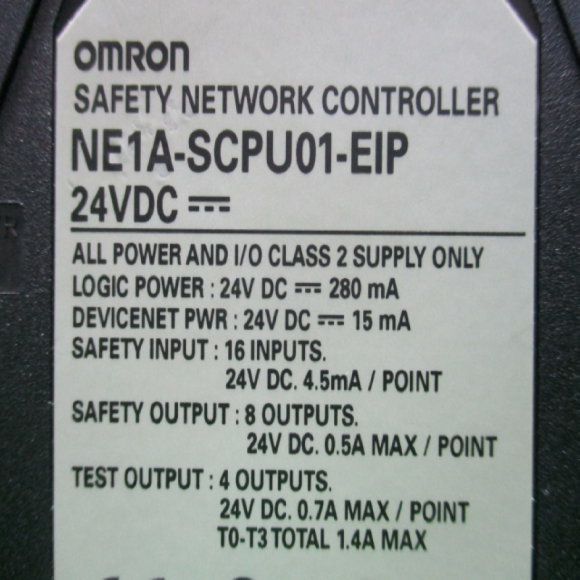 OMRON
SAFETY NETWORK CONTROLLER
NE1A-SCPU01-EIP
24VDC
ALL POWER AND I/O CLASS 2 SUPPLY ONLY
LOGIC POWER : 24V DC 280 mA
DEVICENET PWR : 24V DC 15 mA
SAFETY INPUT : 16 INPUTS.
24V DC. 4.5mA / POINT
SAFETY OUTPUT : 8 OUTPUTS.
24V DC. 0.5A MAX / POINT
TEST OUTPUT : 4 OUTPUTS.
24V DC. 0.7A MAX / POINT
T0-T3 TOTAL 1.4A MAX